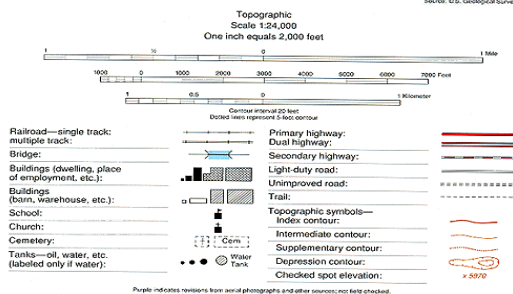 Source: U.S. Geological Surve
Topographic
Scale 1:24,000
One inch equals 2,000 feet
1 0 1 Mile
1000 0 1000 2000 3000 4000 5000 6000 7000 Feet
1 0.5 0 1 Kilometer
Contour interval 20 feet
Dotted lines represent 5-foot contour
Railroad—single track:
multiple track:
Bridge:
Buildings (dwelling, place
of employment, etc.):
Buildings
(barn, warehouse, etc.):
School:
Church:
Cemetery:
Cem
Tanks—oil, water, etc.
(labeled only if water):
Water
Tank
Primary highway:
Dual highway:
Secondary highway:
Light-duty road:
Unimproved road:
Trail:
Topographic symbols—
Index contour:
Intermediate contour:
Supplementary contour:
Depression contour:
Checked spot elevation:
x 5970
Purple indicates revisions from aerial photographs and other sources; not field checked.